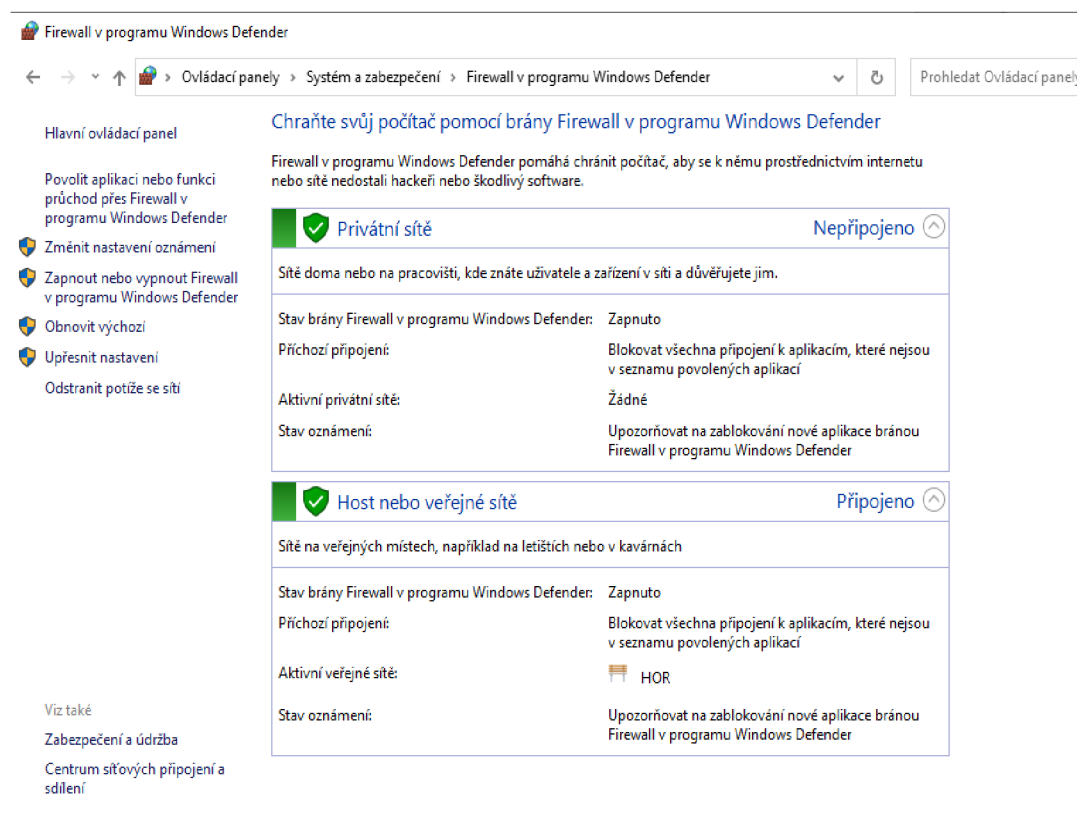 Firewall v programu Windows Defender
Ovládací panely > Systém a zabezpečení > Firewall v programu Windows Defender
Prohledat Ovládací panely
Hlavní ovládací panel
Povolit aplikaci nebo funkci
průchod přes Firewall v
programu Windows Defender
Změnit nastavení oznámení
Zapnout nebo vypnout Firewall
v programu Windows Defender
Obnovit výchozí
Upřesnit nastavení
Odstranit potíže se sítí
Chraňte svůj počítač pomocí brány Firewall v programu Windows Defender
Firewall v programu Windows Defender pomáhá chránit počítač, aby se k němu prostřednictvím internetu
nebo sítě nedostali hackeři nebo škodlivý software.
Privátní sítě Nepřipojeno
Sítě doma nebo na pracovišti, kde znáte uživatele a zařízení v síti a důvěřujete jim.
Stav brány Firewall v programu Windows Defender: Zapnuto
Příchozí připojení: Blokovat všechna připojení k aplikacím, které nejsou
v seznamu povolených aplikací
Aktivní privátní sítě: Žádné
Stav oznámení: Upozorňovat na zablokování nové aplikace bránou
Firewall v programu Windows Defender
Host nebo veřejné sítě Připojeno
Sítě na veřejných místech, například na letištích nebo v kavárnách
Stav brány Firewall v programu Windows Defender: Zapnuto
Příchozí připojení: Blokovat všechna připojení k aplikacím, které nejsou
v seznamu povolených aplikací
Aktivní veřejné sítě: HOR
Stav oznámení: Upozorňovat na zablokování nové aplikace bránou
Firewall v programu Windows Defender
Viz také
Zabezpečení a údržba
Centrum síťových připojení a
sdílení